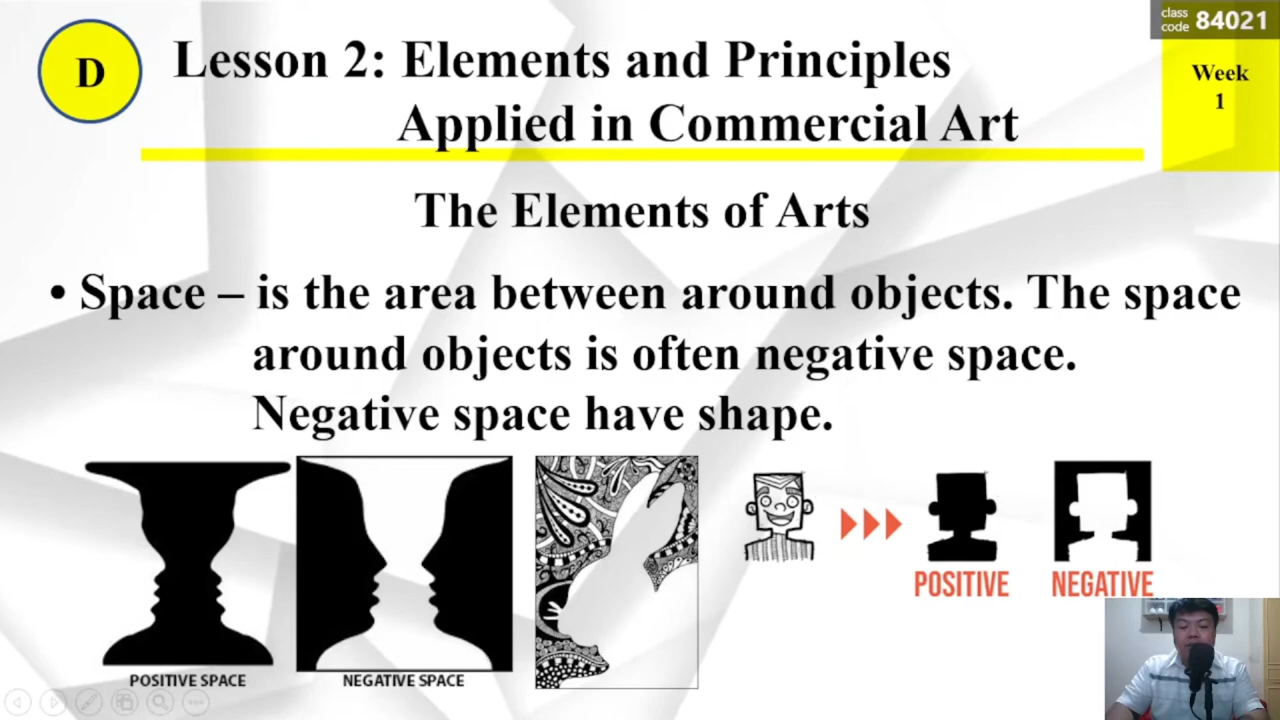 class
code 84021
D
Lesson 2: Elements and Principles
Applied in Commercial Art
Week
1
The Elements of Arts
• Space – is the area between around objects. The space
around objects is often negative space.
Negative space have shape.
POSITIVE SPACE
NEGATIVE SPACE
POSITIVE
NEGATIVE